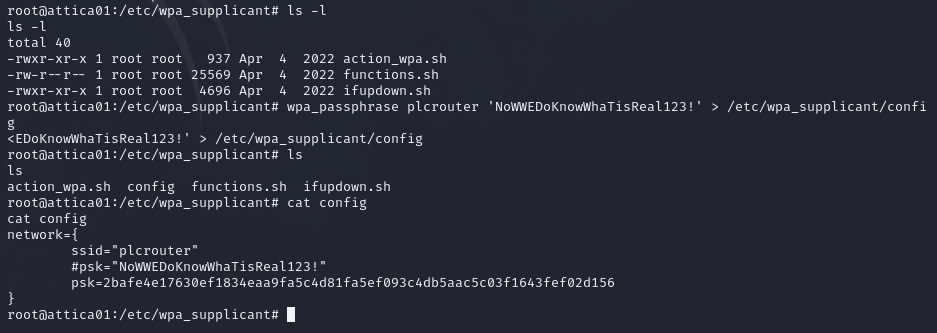 root@attica01:/etc/wpa_supplicant# ls -l
ls -l
total 40
-rwxr-xr-x 1 root root   937 Apr  4  2022 action_wpa.sh
-rw-r--r-- 1 root root 25569 Apr  4  2022 functions.sh
-rwxr-xr-x 1 root root  4696 Apr  4  2022 ifupdown.sh
root@attica01:/etc/wpa_supplicant# wpa_passphrase plcrouter 'NoWWEDoKnowWhaTisReal123!' > /etc/wpa_supplicant/confi
g
<EDoKnowWhaTisReal123!' > /etc/wpa_supplicant/config
root@attica01:/etc/wpa_supplicant# ls
ls
action_wpa.sh  config  functions.sh  ifupdown.sh
root@attica01:/etc/wpa_supplicant# cat config
cat config
network={
        ssid="plcrouter"
        #psk="NoWWEDoKnowWhaTisReal123!"
        psk=2bafe4e17630ef1834eaa9fa5c4d81fa5ef093c4db5aac5c03f1643fef02d156
}
root@attica01:/etc/wpa_supplicant#